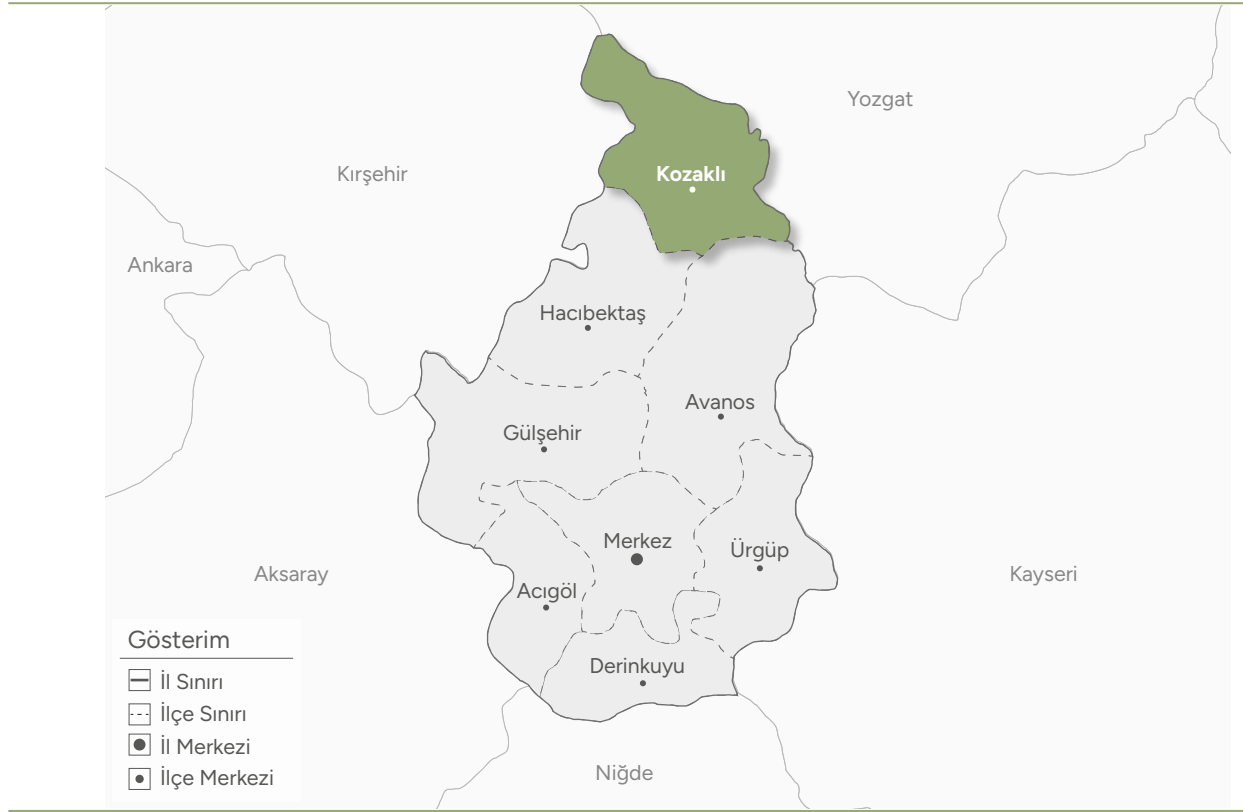 Yozgat
Kırşehir
Kozaklı
Ankara
Hacıbektaş
Avanos
Gülşehir
Merkez
Ürgüp
Aksaray
Kayseri
Acıgöl
Derinkuyu
Niğde
Gösterim
İl Sınırı
İlçe Sınırı
İl Merkezi
İlçe Merkezi